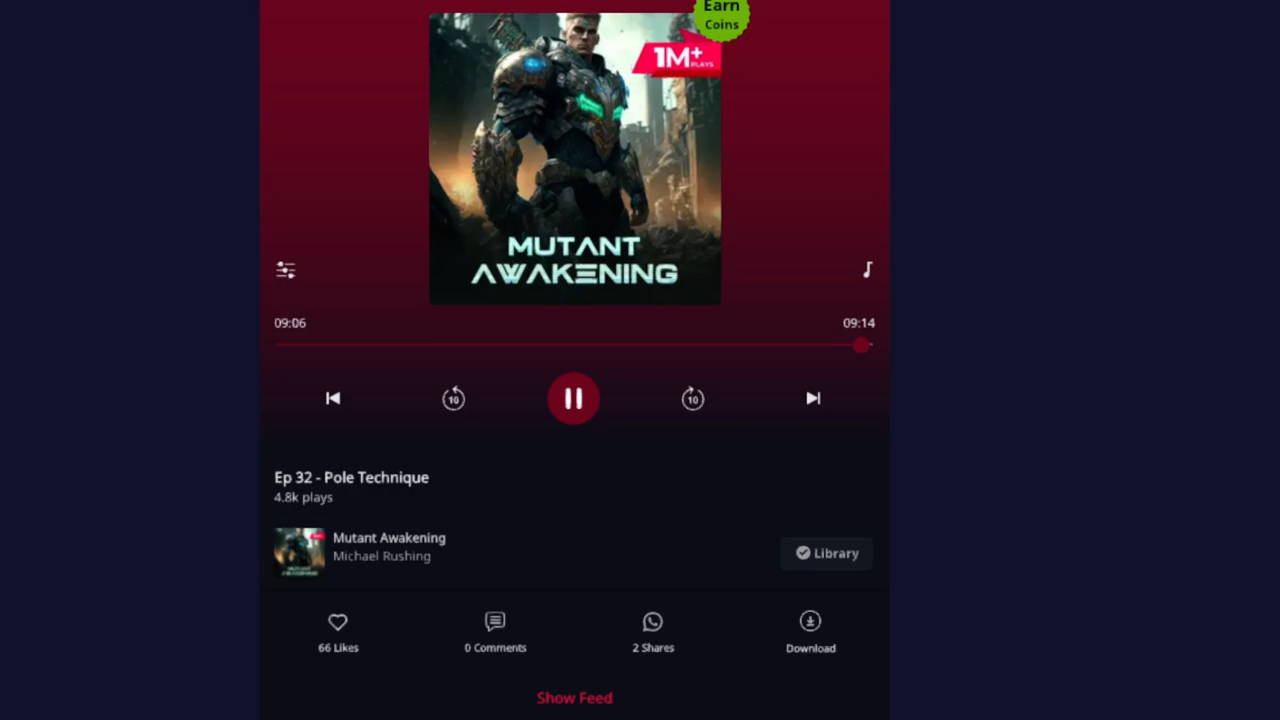 Earn
Coins
1M+
PLAYS
MUTANT
AWAKENING
09:06
09:14
10
10
Ep 32 - Pole Technique
4.8k plays
Mutant Awakening
Michael Rushing
Library
66 Likes
0 Comments
2 Shares
Download
Show Feed